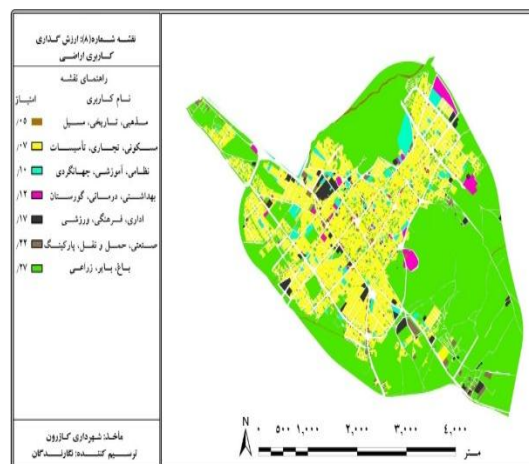 نقشه شماره(۸): ارزش گذاری
کاربری اراضی
راهنمای نقشه
نام کاربری امتیاز
مذهبی، تاریخی، مسیل ۰/۰۵
مسکونی، تجاری، تأسیسات ۰/۰۷
نظامی، آموزشی، جهانگردی ۰/۱۰
بهداشتی، درمانی، گورستان ۰/۱۲
اداری، فرهنگی، ورزشی ۰/۱۷
صنعتی، حمل و نقل، پارکینگ ۰/۲۲
باغ، بایر، زراعی ۰/۲۷
مأخذ: شهرداری کازرون
ترسیم کننده: نگارندگان
N
۰ ۵۰۰ ۱,۰۰۰ ۲,۰۰۰ ۳,۰۰۰ ۴,۰۰۰
متر